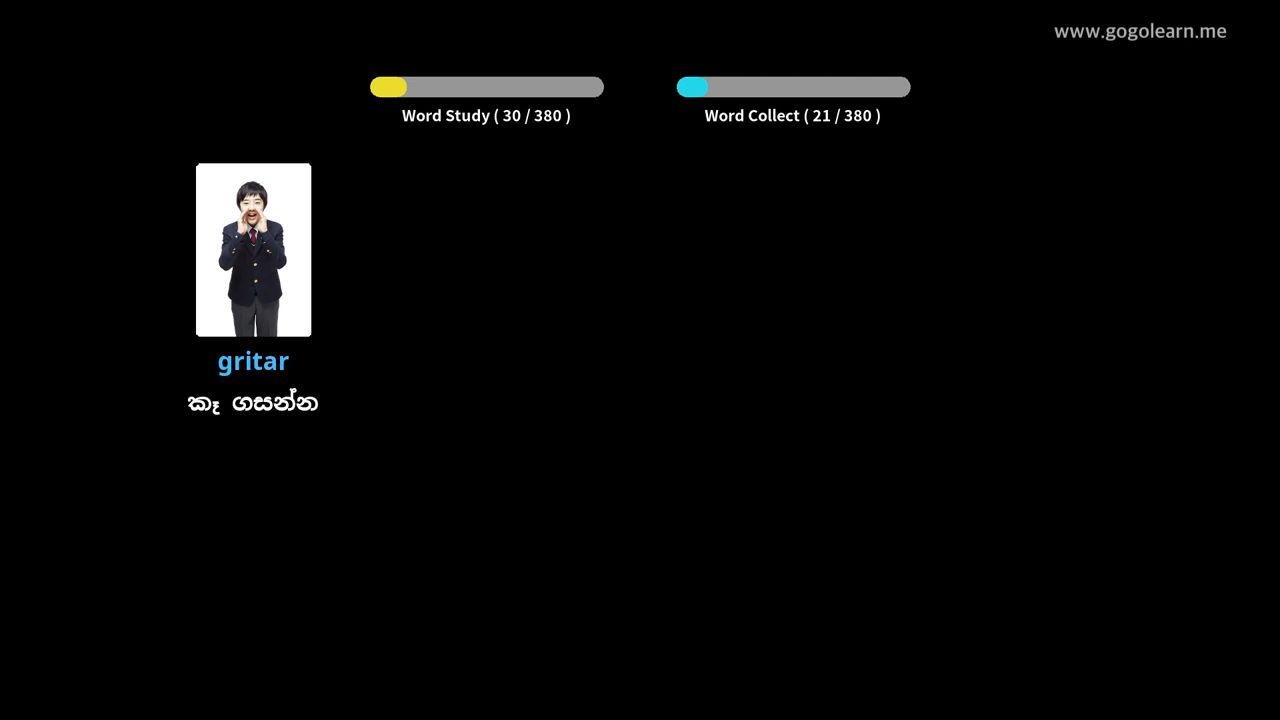 www.gogolearn.me
Word Study ( 30 / 380 )
Word Collect ( 21 / 380 )
gritar
කෑ ගසන්න